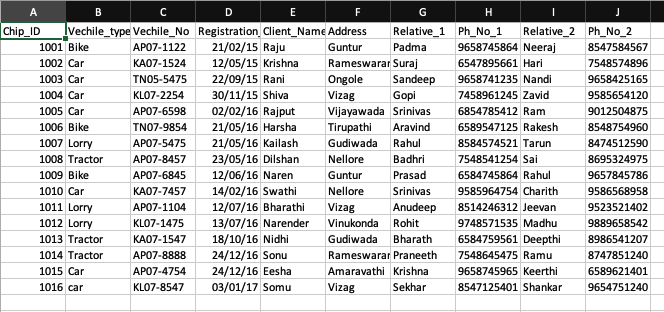 A B C D E F G H I J
Chip_ID Vechile_type Vechile_No Registration_ Client_Name Address Relative_1 Ph_No_1 Relative_2 Ph_No_2
1001 Bike AP07-1122 21/02/15 Raju Guntur Padma 9658745864 Neeraj 8547584567
1002 Car KA07-1524 12/05/15 Krishna Rameswarar Suraj 6547895661 Hari 7548574896
1003 Car TN05-5475 22/09/15 Rani Ongole Sandeep 9658741235 Nandi 9658425165
1004 Car KL07-2254 30/11/15 Shiva Vizag Gopi 7458961245 Zavid 9585654120
1005 Car AP07-6598 02/02/16 Rajput Vijayawada Srinivas 6854785412 Ram 9012504875
1006 Bike TN07-9854 21/05/16 Harsha Tirupathi Aravind 6589547125 Rakesh 8548754960
1007 Lorry AP07-5475 21/05/16 Kailash Gudiwada Rahul 8584574521 Tarun 8474512590
1008 Tractor AP07-8457 23/05/16 Dilshan Nellore Badhri 7548541254 Sai 8695324975
1009 Bike AP07-6845 12/06/16 Naren Guntur Prasad 6584745864 Rahul 9657845786
1010 Car KA07-7457 14/02/16 Swathi Nellore Srinivas 9585964754 Charith 9586568958
1011 Lorry AP07-1104 12/07/16 Bharathi Vizag Anudeep 8514246312 Jeevan 9523521402
1012 Lorry KL07-1475 13/07/16 Narender Vinukonda Rohit 9748571535 Madhu 9889658542
1013 Tractor KA07-1547 18/10/16 Nidhi Gudiwada Bharath 6584759561 Deepthi 8986541207
1014 Tractor AP07-8888 24/12/16 Sonu Rameswarar Praneeth 7548645475 Ramu 8747851240
1015 Car AP07-4754 24/12/16 Eesha Amaravathi Krishna 9658745965 Keerthi 6589621401
1016 car KL07-8547 03/01/17 Somu Vizag Sekhar 8547125401 Shankar 9654751240